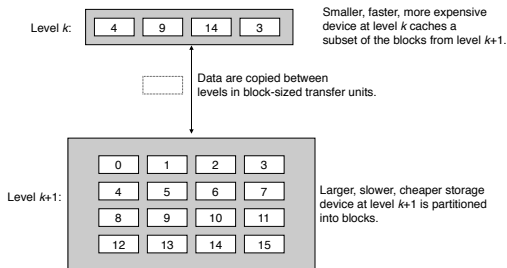 Level k:
4 9 14 3
Smaller, faster, more expensive
device at level k caches a
subset of the blocks from level k+1.
Data are copied between
levels in block-sized transfer units.
Level k+1:
0 1 2 3
4 5 6 7
8 9 10 11
12 13 14 15
Larger, slower, cheaper storage
device at level k+1 is partitioned
into blocks.